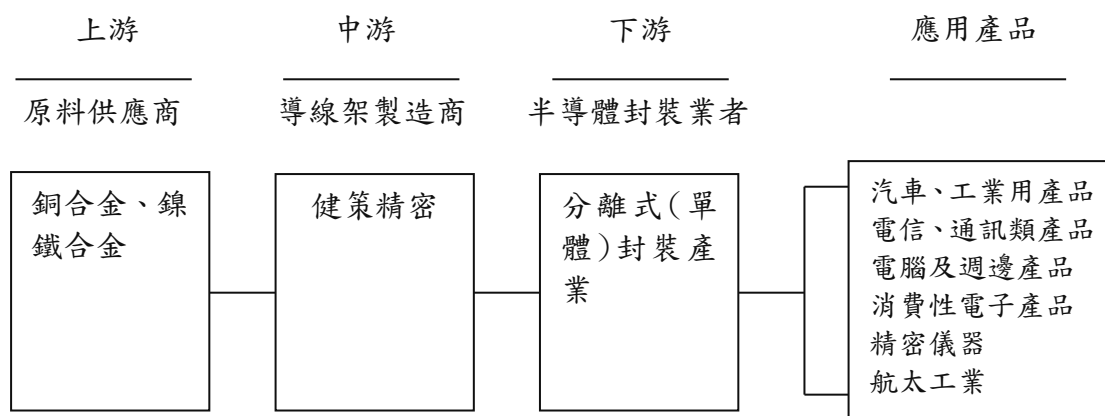 上游 中游 下游 應用產品
原料供應商 導線架製造商 半導體封裝業者
銅合金、鎳
鐵合金
健策精密
分離式(單
體)封裝產
業
汽車、工業用產品
電信、通訊類產品
電腦及週邊產品
消費性電子產品
精密儀器
航太工業